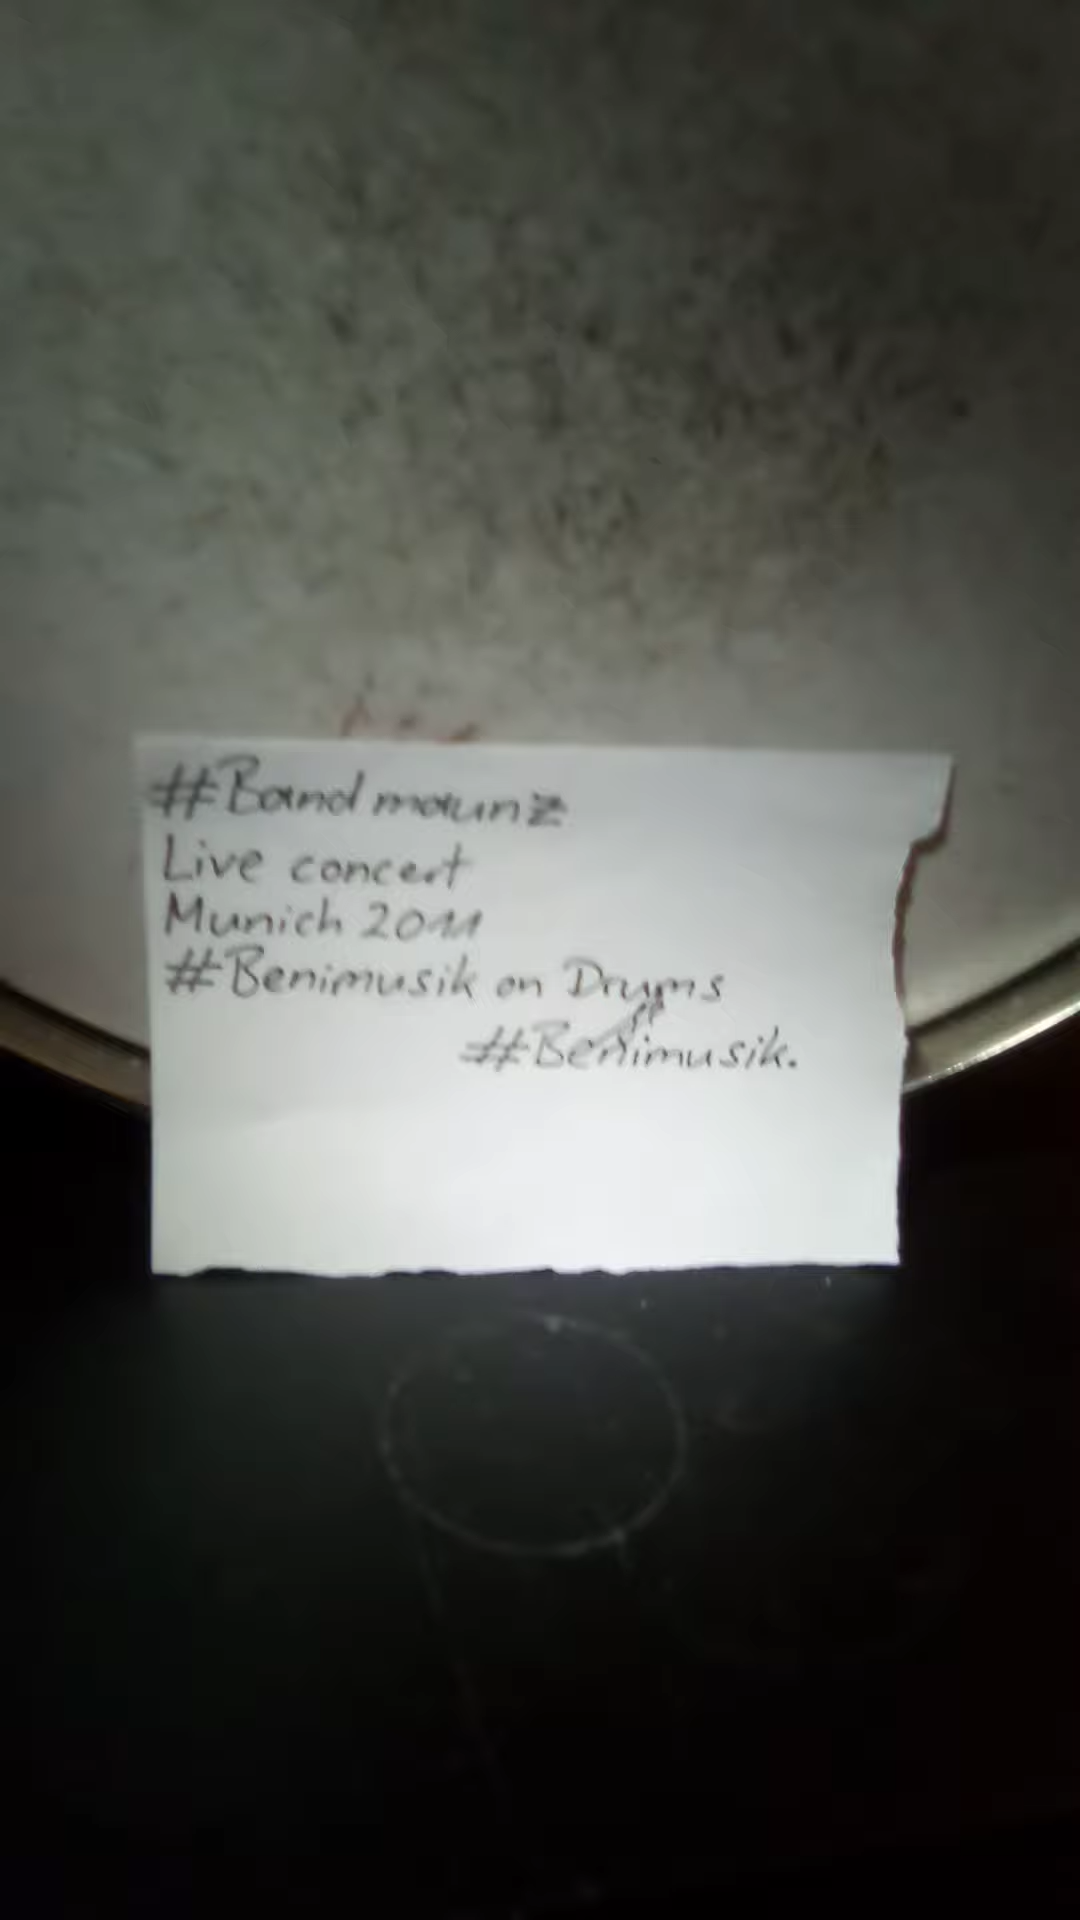 #Bandmaunz
Live concert
Munich 2011
#Benimusik on Drums
#Benimusik.